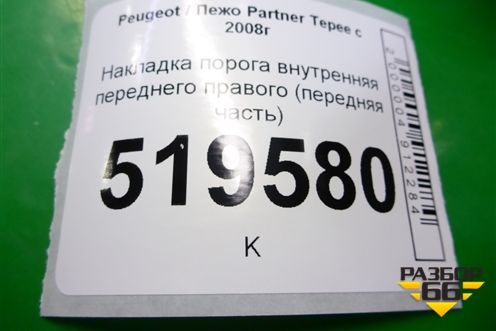 Peugeot / Пежо Partner Tepee с
2008г
Накладка порога внутренняя
переднего правого (передняя
часть)
519580
К
2000004912284
РАЗБОР
66